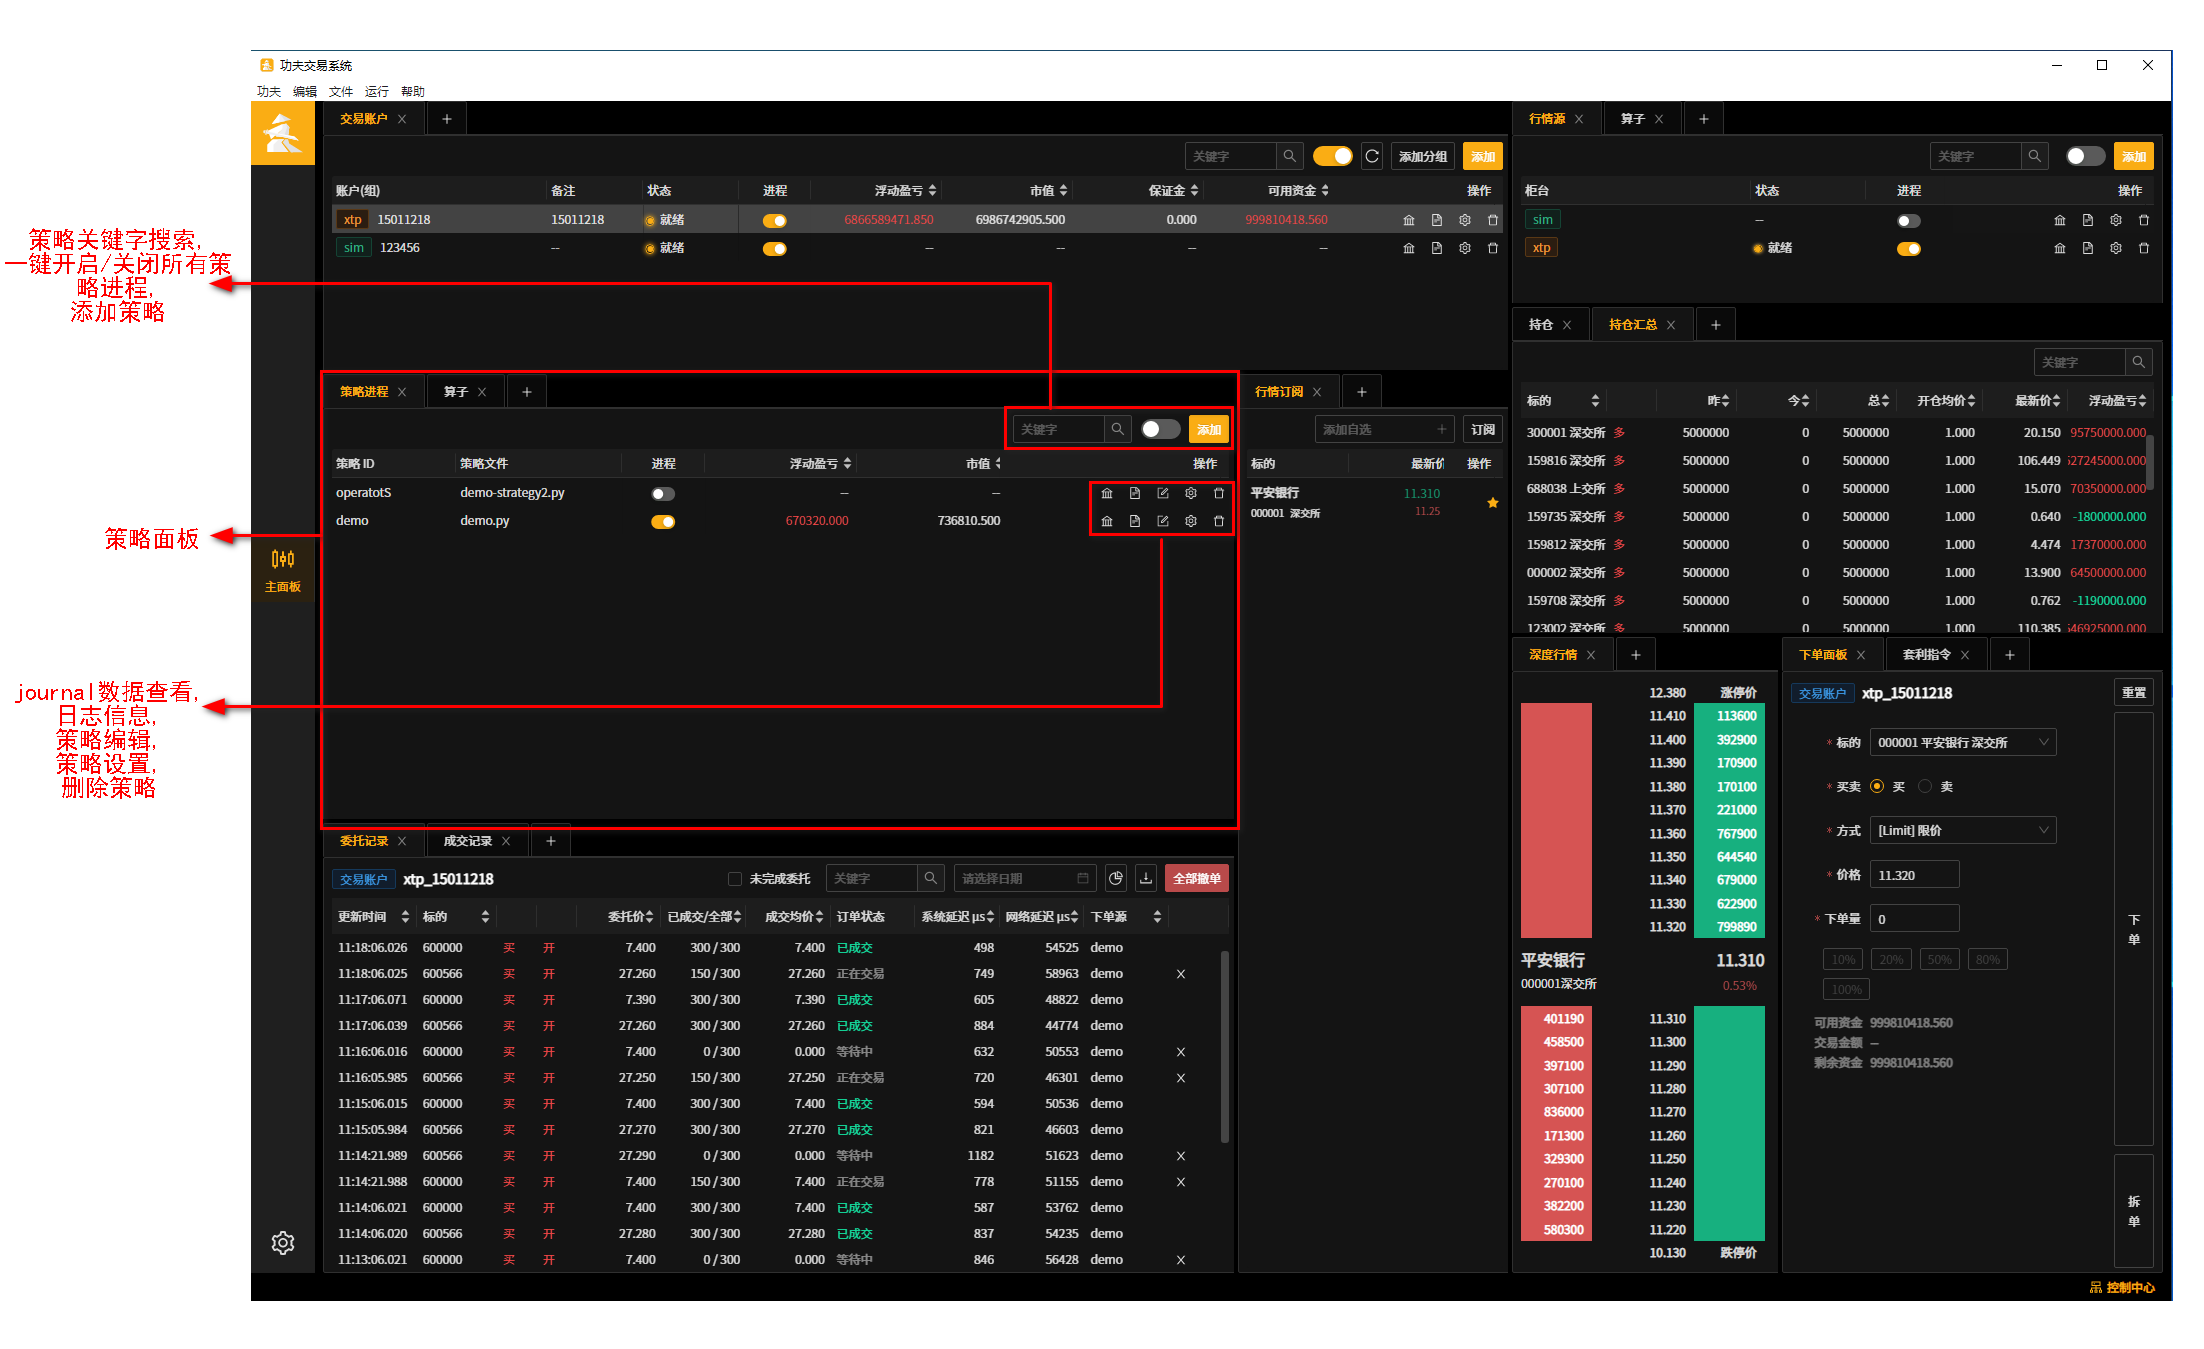 功夫交易系统
功夫 编辑 文件 运行 帮助
交易账户
关键字 添加分组 添加
账户(组) 备注 状态 进程 浮动盈亏 市值 保证金 可用资金 操作
xtp 15011218 15011218 就绪 6866589471.850 6986742905.500 0.000 999810418.560
sim 123456 -- 就绪 -- -- -- --
行情源 算子
关键字 添加
柜台 状态 进程 操作
sim --
xtp 就绪
策略关键字搜索,
一键开启/关闭所有策
略进程,
添加策略
策略面板
journal数据查看,
日志信息,
策略编辑,
策略设置,
删除策略
主面板
策略进程 算子
关键字 添加
策略 ID 策略文件 进程 浮动盈亏 市值 操作
operatotS demo-strategy2.py -- --
demo demo.py 670320.000 736810.500
行情订阅
添加自选 订阅
标的 最新价 操作
平安银行 11.310
000001 深交所 11.25
持仓 持仓汇总
关键字
标的 昨 今 总 开仓均价 最新价 浮动盈亏
300001 深交所 多 5000000 0 5000000 1.000 20.150 95750000.000
159816 深交所 多 5000000 0 5000000 1.000 106.449 527245000.000
688038 上交所 多 5000000 0 5000000 1.000 15.070 70350000.000
159735 深交所 多 5000000 0 5000000 1.000 0.640 -1800000.000
159812 深交所 多 5000000 0 5000000 1.000 4.474 17370000.000
000002 深交所 多 5000000 0 5000000 1.000 13.900 64500000.000
159708 深交所 多 5000000 0 5000000 1.000 0.762 -1190000.000
123002 深交所 多 5000000 0 5000000 1.000 110.385 546925000.000
委托记录 成交记录
交易账户 xtp_15011218 未完成委托 关键字 请选择日期 全部撤单
更新时间 标的 委托价 已成交/全部 成交均价 订单状态 系统延迟 μs 网络延迟 μs 下单源
11:18:06.026 600000 买 开 7.400 300 / 300 7.400 已成交 498 54525 demo
11:18:06.025 600566 买 开 27.260 150 / 300 27.260 正在交易 749 58963 demo
11:17:06.071 600000 买 开 7.390 300 / 300 7.390 已成交 605 48822 demo
11:17:06.039 600566 买 开 27.260 300 / 300 27.260 已成交 884 44774 demo
11:16:06.016 600000 买 开 7.400 0 / 300 0.000 等待中 632 50553 demo
11:16:05.985 600566 买 开 27.250 150 / 300 27.250 正在交易 720 46301 demo
11:15:06.015 600000 买 开 7.400 300 / 300 7.400 已成交 594 50536 demo
11:15:05.984 600566 买 开 27.270 300 / 300 27.270 已成交 821 46603 demo
11:14:21.989 600566 买 开 27.290 0 / 300 0.000 等待中 1182 51623 demo
11:14:21.988 600000 买 开 7.400 150 / 300 7.400 正在交易 778 51155 demo
11:14:06.021 600000 买 开 7.400 300 / 300 7.400 已成交 587 53762 demo
11:14:06.020 600566 买 开 27.280 300 / 300 27.280 已成交 837 54235 demo
11:13:06.021 600000 买 开 7.400 0 / 300 0.000 等待中 846 56428 demo
深度行情
12.380 涨停价
11.410 113600
11.400 392900
11.390 170900
11.380 170100
11.370 221000
11.360 767900
11.350 644540
11.340 679000
11.330 622900
11.320 799890
平安银行 11.310
000001深交所 0.53%
401190 11.310
458500 11.300
397100 11.290
307100 11.280
836000 11.270
171300 11.260
329300 11.250
270100 11.240
382200 11.230
580300 11.220
10.130 跌停价
下单面板 套利指令
交易账户 xtp_15011218 重置
* 标的 000001 平安银行 深交所
* 买卖 买 卖
* 方式 [Limit] 限价
* 价格 11.320
* 下单量 0
10% 20% 50% 80%
100%
可用资金 999810418.560
交易金额 --
剩余资金 999810418.560
下
单
拆
单
控制中心